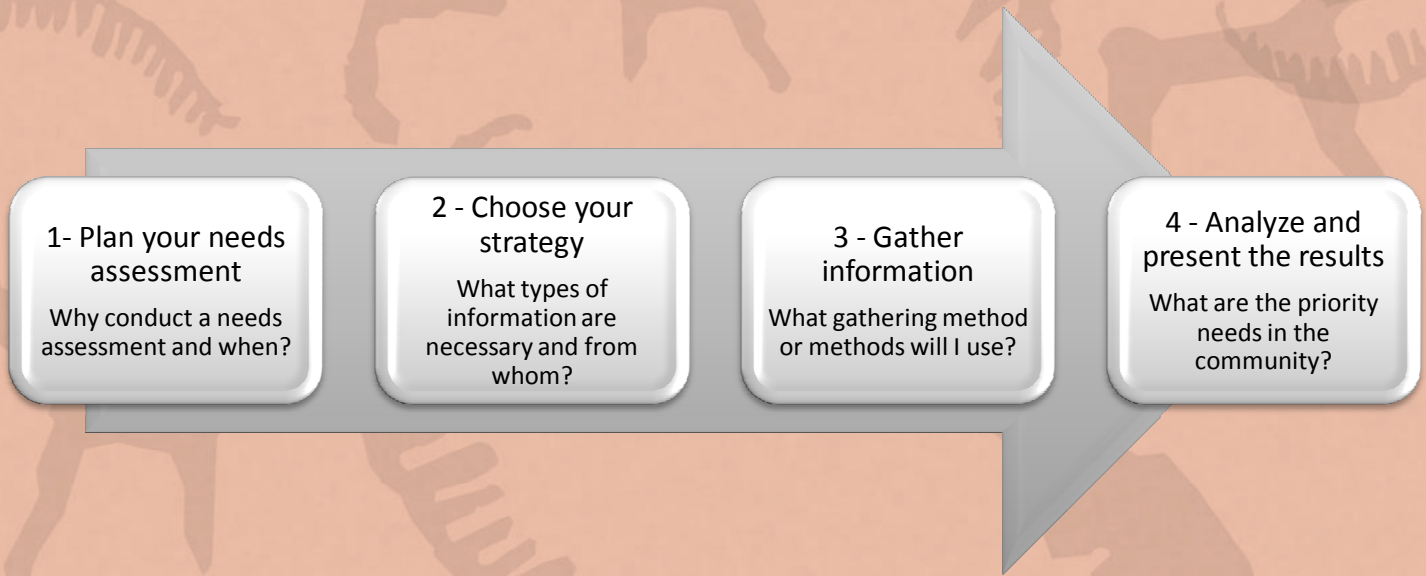 1- Plan your needs
assessment
Why conduct a needs
assessment and when?
2 - Choose your
strategy
What types of
information are
necessary and from
whom?
3 - Gather
information
What gathering method
or methods will I use?
4 - Analyze and
present the results
What are the priority
needs in the
community?